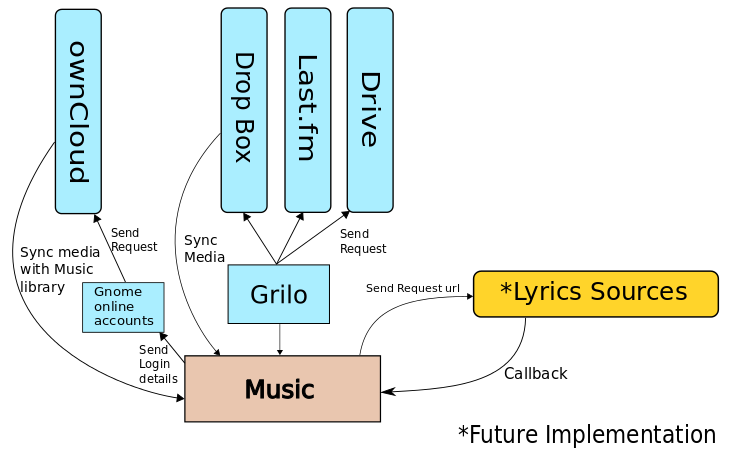 ownCloud
Drop Box
Last.fm
Drive
Send
Request
Sync media
with Music
library
Sync
Media
Send
Request
Gnome
online
accounts
Grilo
Send Request url
*Lyrics Sources
Send
Login
details
Music
Callback
*Future Implementation